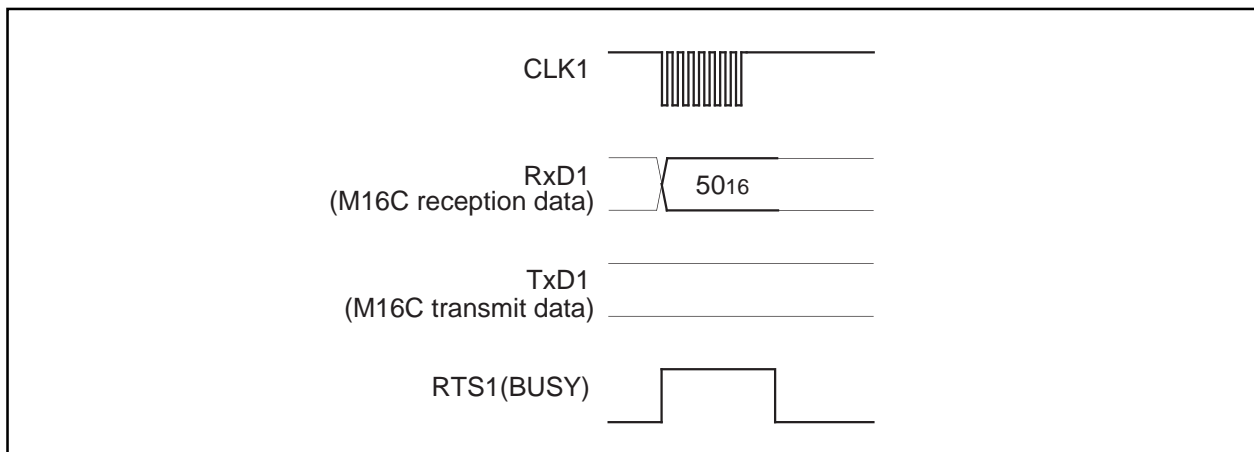 CLK1
RxD1
(M16C reception data)
5016
TxD1
(M16C transmit data)
RTS1(BUSY)